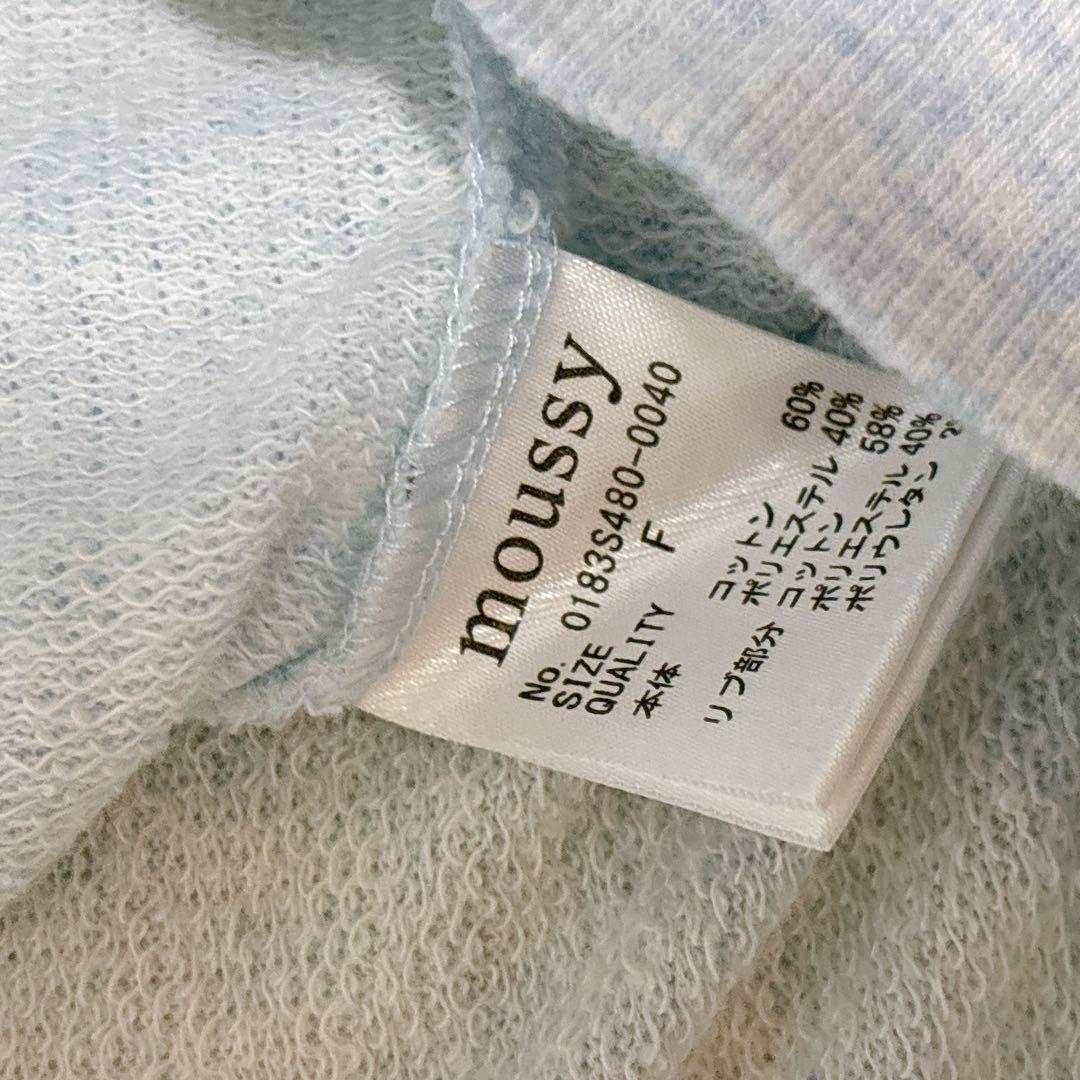 moussy
No. 0183S480-0040
SIZE F
QUALITY
本体 コットン 60%
ポリエステル 40%
リブ部分 コットン 58%
ポリエステル 40%
ポリウレタン